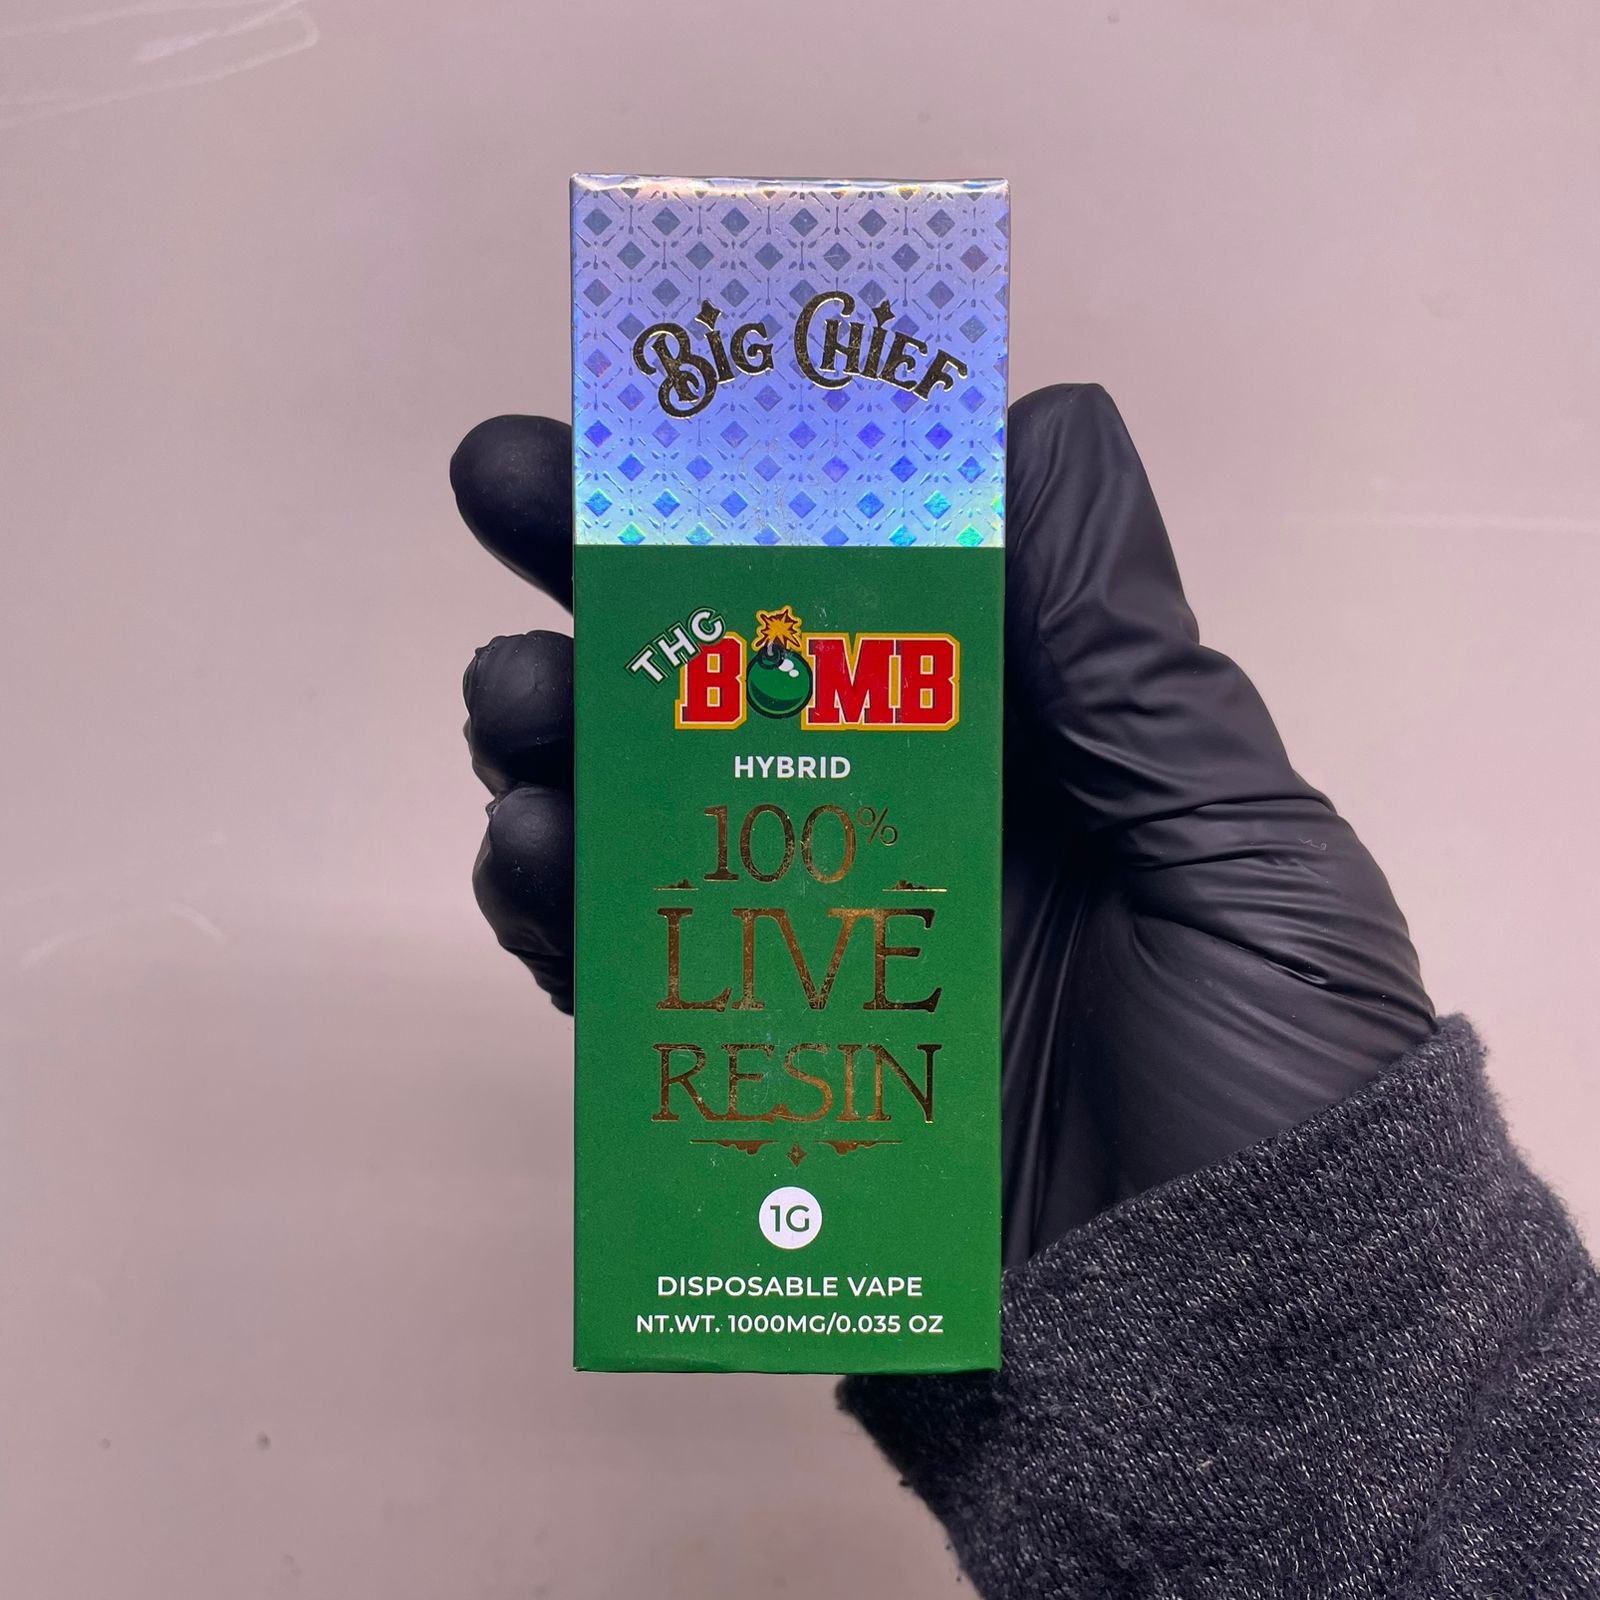 Big Chief
THC BOMB
HYBRID
100%
LIVE
RESIN
1G
DISPOSABLE VAPE
NT.WT. 1000MG/0.035 OZ